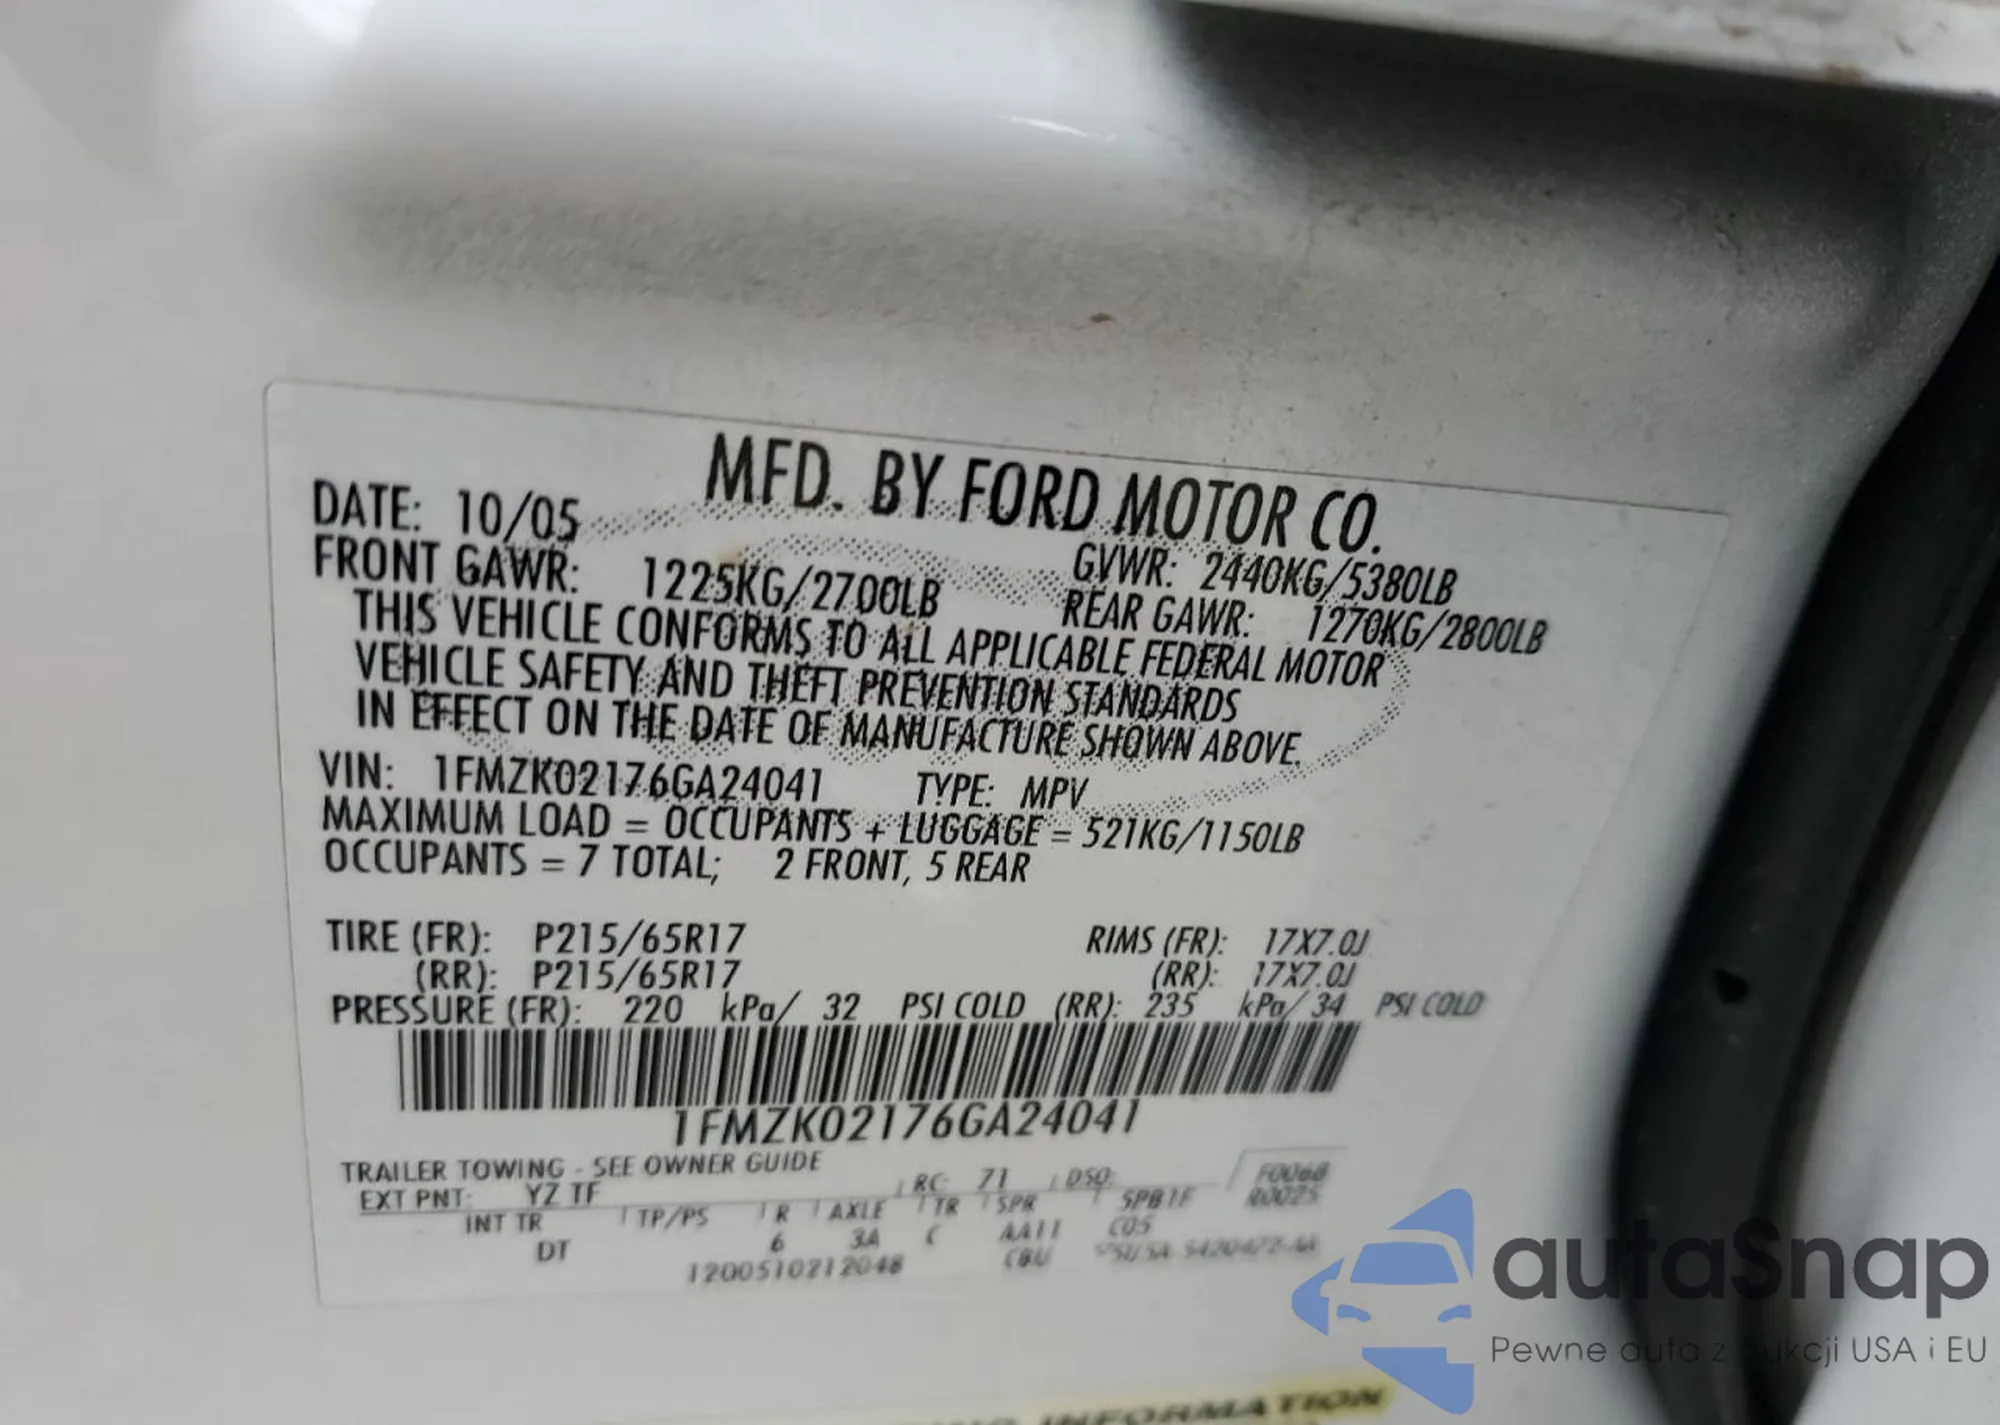 MFD. BY FORD MOTOR CO.
DATE: 10/05
GVWR: 2440KG/5380LB
FRONT GAWR: 1225KG/2700LB
REAR GAWR: 1270KG/2800LB
THIS VEHICLE CONFORMS TO ALL APPLICABLE FEDERAL MOTOR
VEHICLE SAFETY AND THEFT PREVENTION STANDARDS
IN EFFECT ON THE DATE OF MANUFACTURE SHOWN ABOVE.
VIN: 1FMZK02176GA24041 TYPE: MPV
MAXIMUM LOAD = OCCUPANTS + LUGGAGE = 521KG/1150LB
OCCUPANTS = 7 TOTAL; 2 FRONT, 5 REAR
TIRE (FR): P215/65R17 RIMS (FR): 17X7.0J
(RR): P215/65R17 (RR): 17X7.0J
PRESSURE (FR): 220 kPa/ 32 PSI COLD (RR): 235 kPa/ 34 PSI COLD
1FMZK02176GA24041
TRAILER TOWING - SEE OWNER GUIDE
EXT PNT: YZ TF RC: 71 DSO:
F0068
R0025
INT TR TP/PS R AXLE TR SPR SPB1F
DT 6 3A C AA11 C05
1200510212048 CBU
INFORMATION
autaSnap
Pewne auta z aukcji USA i EU